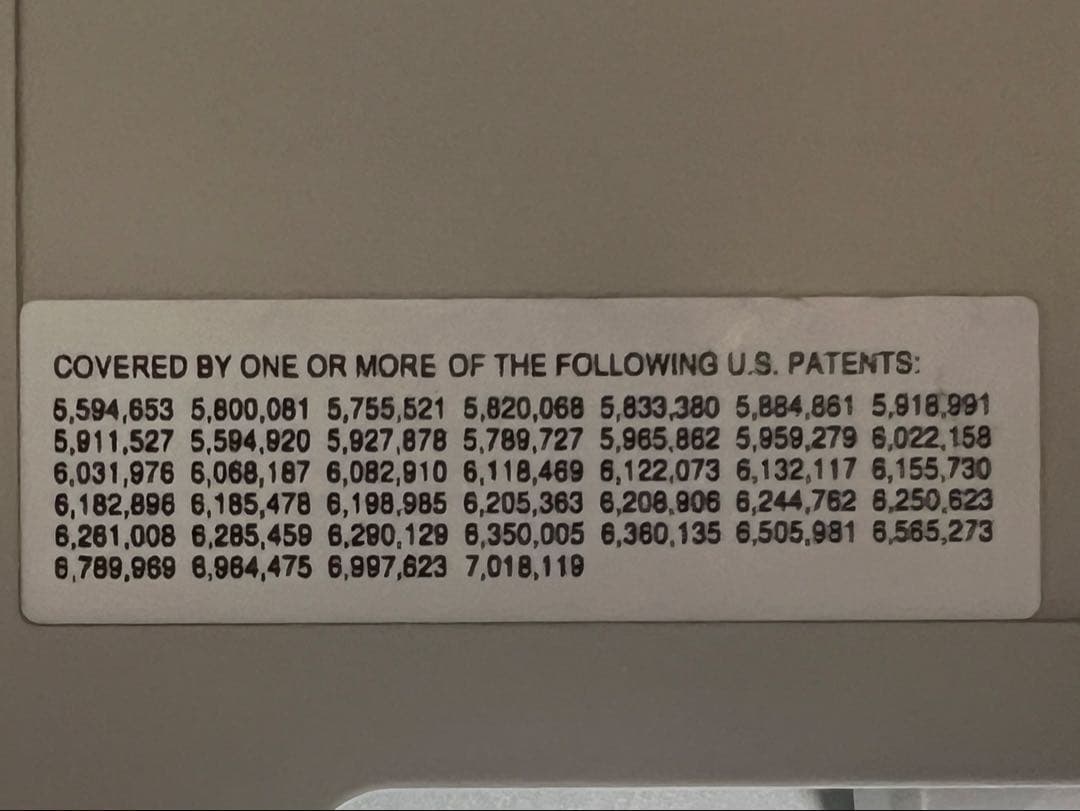 COVERED BY ONE OR MORE OF THE FOLLOWING U.S. PATENTS:
5,594,653 5,800,081 5,755,521 5,820,068 5,833,380 5,884,861 5,918,991
5,911,527 5,594,920 5,927,878 5,789,727 5,965,862 5,959,279 6,022,158
6,031,976 6,068,187 6,082,910 6,118,469 6,122,073 6,132,117 6,155,730
6,182,896 6,185,478 6,198,985 6,205,363 6,208,906 6,244,762 6,250,623
6,261,008 6,285,459 6,290,129 6,350,005 6,360,135 6,505,981 6,565,273
6,789,969 6,964,475 6,997,623 7,018,119